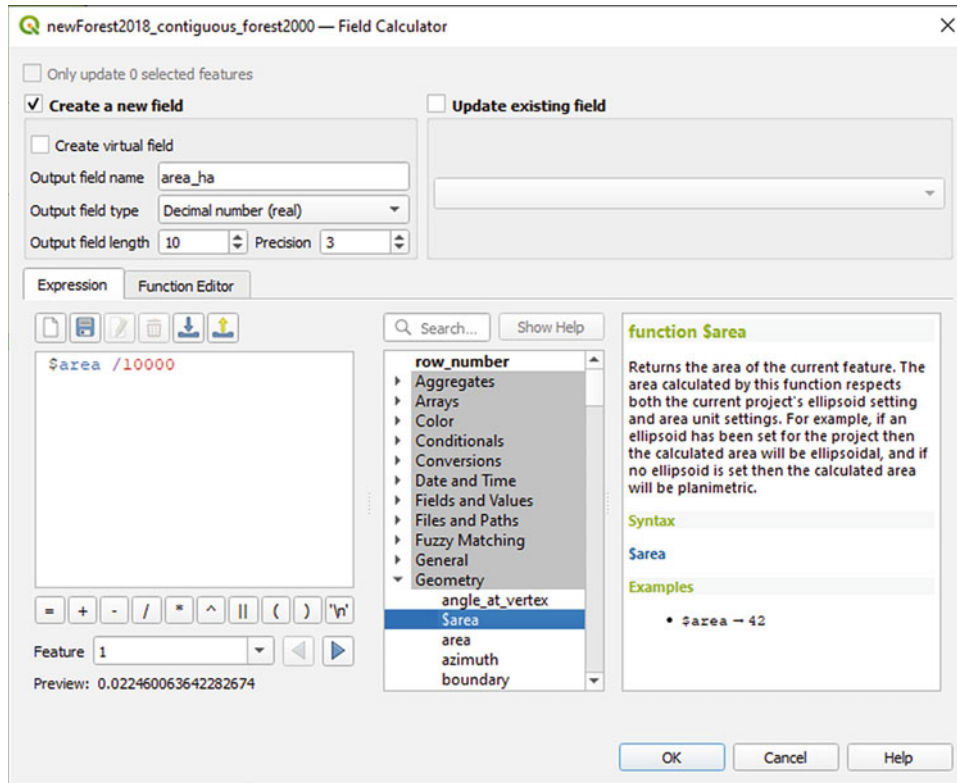 newForest2018_contiguous_forest2000 — Field Calculator
Only update 0 selected features
Create a new field
Update existing field
Create virtual field
Output field name area_ha
Output field type Decimal number (real)
Output field length 10 Precision 3
Expression Function Editor
$area /10000
= + - / * ^ || ( ) '\n'
Feature 1
Preview: 0.022460063642282674
Search... Show Help
row_number
Aggregates
Arrays
Color
Conditionals
Conversions
Date and Time
Fields and Values
Files and Paths
Fuzzy Matching
General
Geometry
angle_at_vertex
$area
area
azimuth
boundary
function $area
Returns the area of the current feature. The
area calculated by this function respects
both the current project's ellipsoid setting
and area unit settings. For example, if an
ellipsoid has been set for the project then
the calculated area will be ellipsoidal, and if
no ellipsoid is set then the calculated area
will be planimetric.
Syntax
$area
Examples
• $area → 42
OK Cancel Help